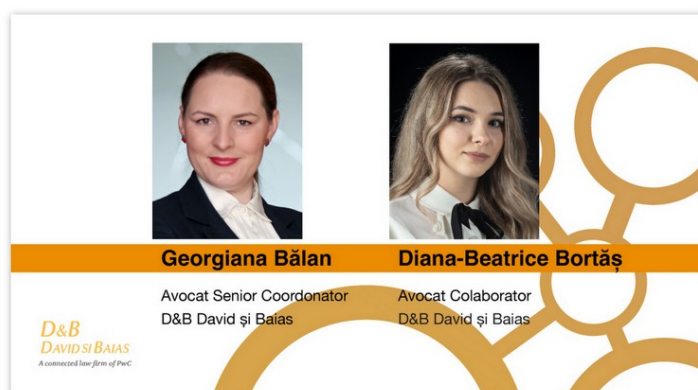 Georgiana Bălan
Avocat Senior Coordonator
D&B David și Baias
Diana-Beatrice Bortăș
Avocat Colaborator
D&B David și Baias
D&B
DAVID SI BAIAS
A connected law firm of PwC